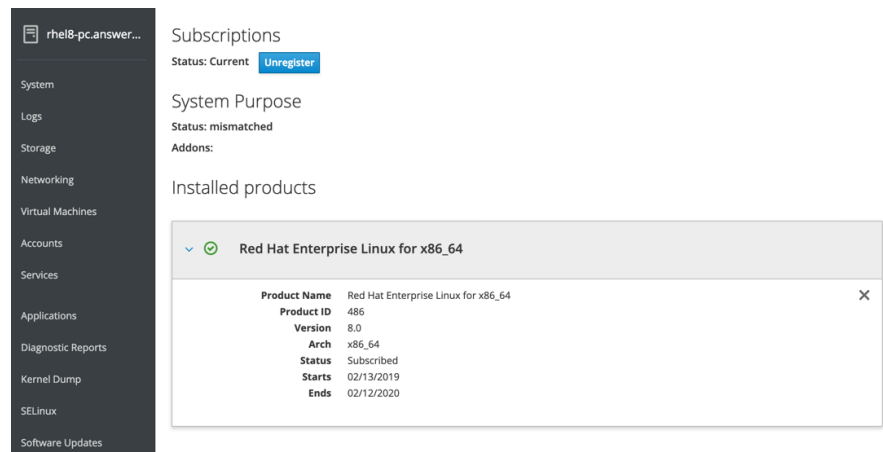 rhel8-pc.answer...
System
Logs
Storage
Networking
Virtual Machines
Accounts
Services
Applications
Diagnostic Reports
Kernel Dump
SELinux
Software Updates
Subscriptions
Status: Current Unregister
System Purpose
Status: mismatched
Addons:
Installed products
Red Hat Enterprise Linux for x86_64
Product Name Red Hat Enterprise Linux for x86_64
Product ID 486
Version 8.0
Arch x86_64
Status Subscribed
Starts 02/13/2019
Ends 02/12/2020